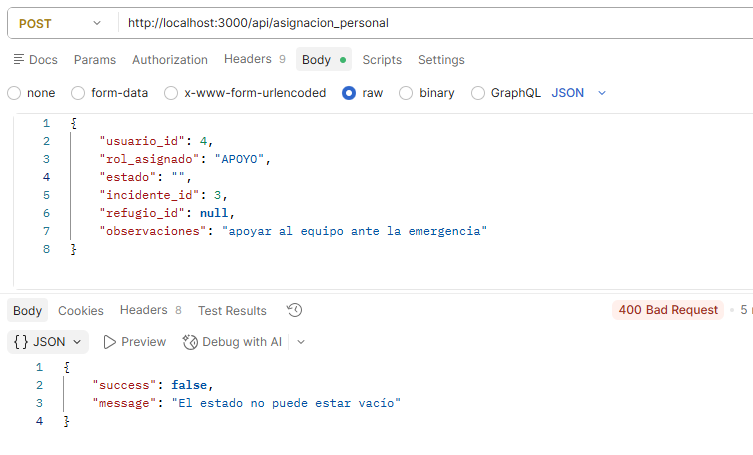 POST http://localhost:3000/api/asignacion_personal
Docs Params Authorization Headers 9 Body Scripts Settings
none form-data x-www-form-urlencoded raw binary GraphQL JSON
1 {
2 "usuario_id": 4,
3 "rol_asignado": "APOYO",
4 "estado": "",
5 "incidente_id": 3,
6 "refugio_id": null,
7 "observaciones": "apoyar al equipo ante la emergencia"
8 }
Body Cookies Headers 8 Test Results 400 Bad Request 5
{} JSON Preview Debug with AI
1 {
2 "success": false,
3 "message": "El estado no puede estar vacío"
4 }